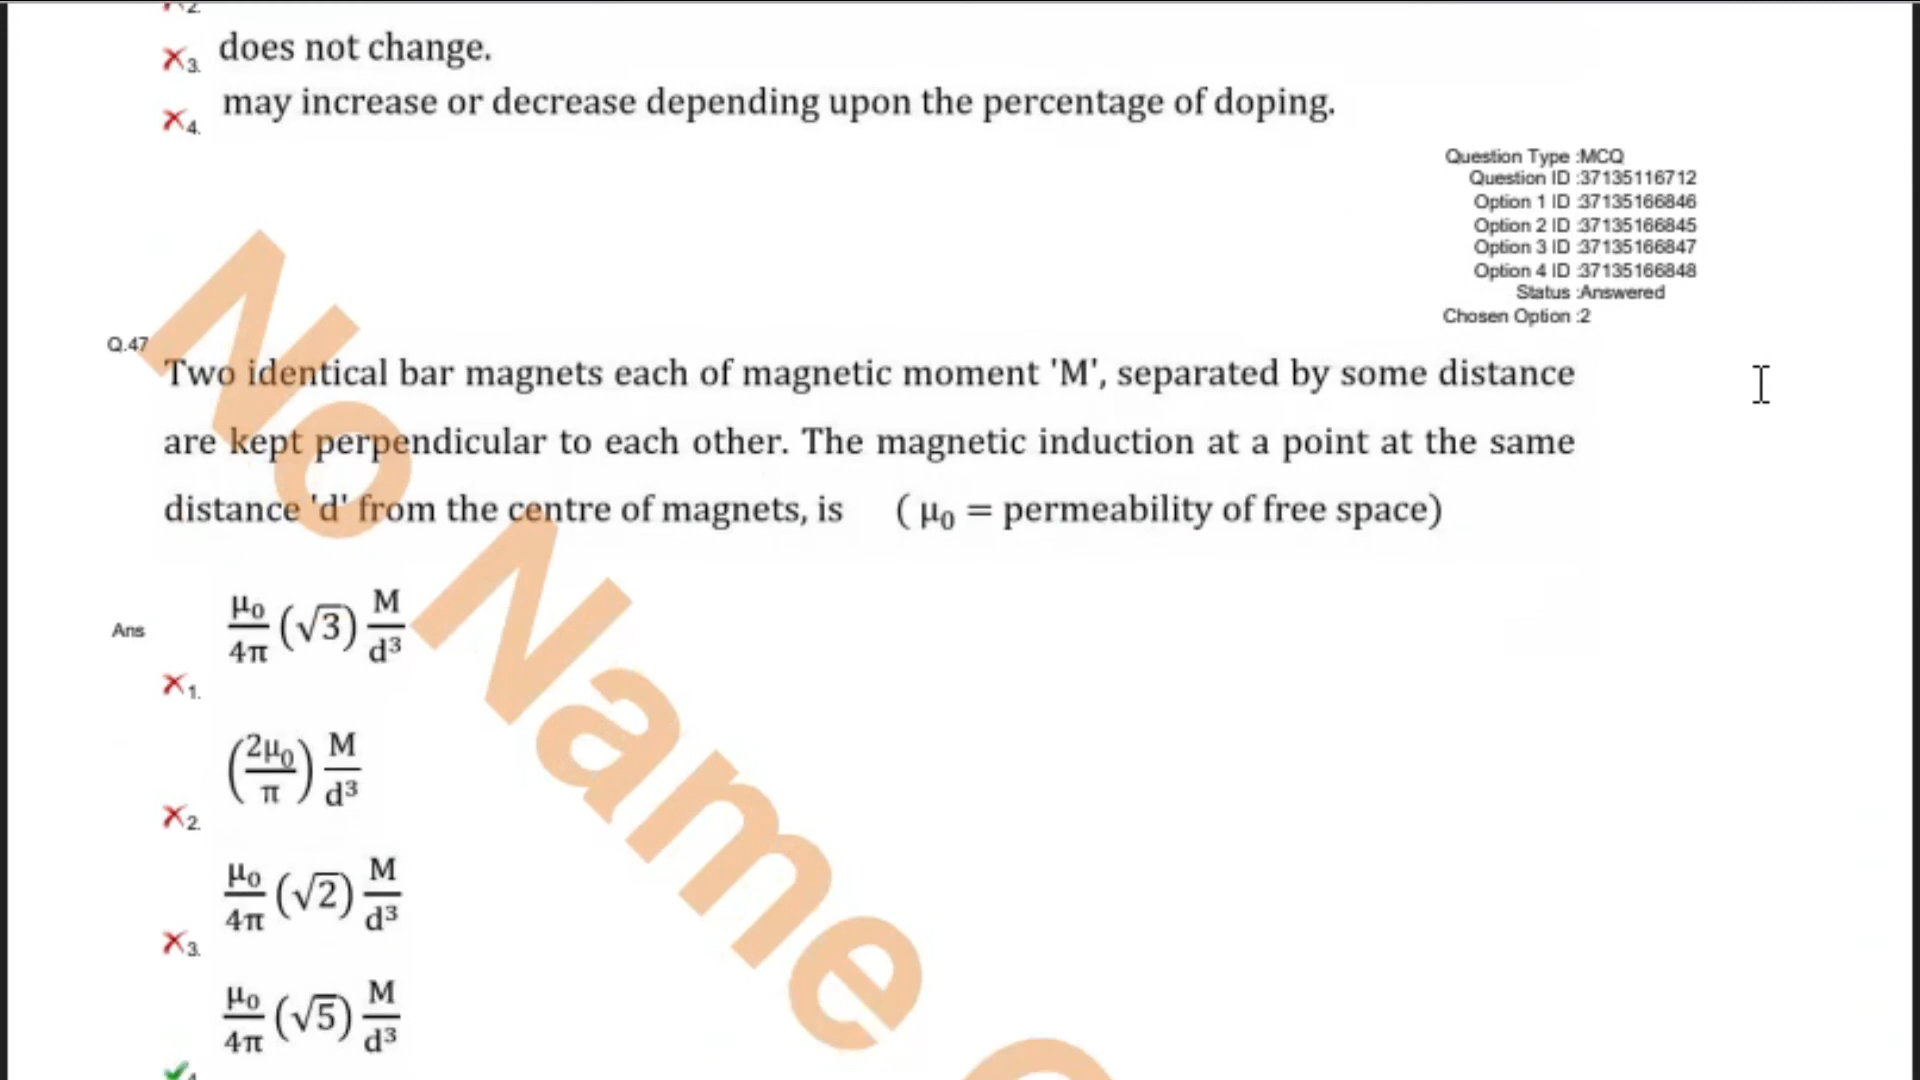 2.
3. does not change.
4. may increase or decrease depending upon the percentage of doping.
Question Type :MCQ
Question ID :37135116712
Option 1 ID :37135166846
Option 2 ID :37135166845
Option 3 ID :37135166847
Option 4 ID :37135166848
Status :Answered
Chosen Option :2
Q.47
Two identical bar magnets each of magnetic moment 'M', separated by some distance
are kept perpendicular to each other. The magnetic induction at a point at the same
distance 'd' from the centre of magnets, is ( μ₀ = permeability of free space)
Ans
1. μ₀/4π (√3) M/d³
2. (2μ₀/π) M/d³
3. μ₀/4π (√2) M/d³
μ₀/4π (√5) M/d³
No Name